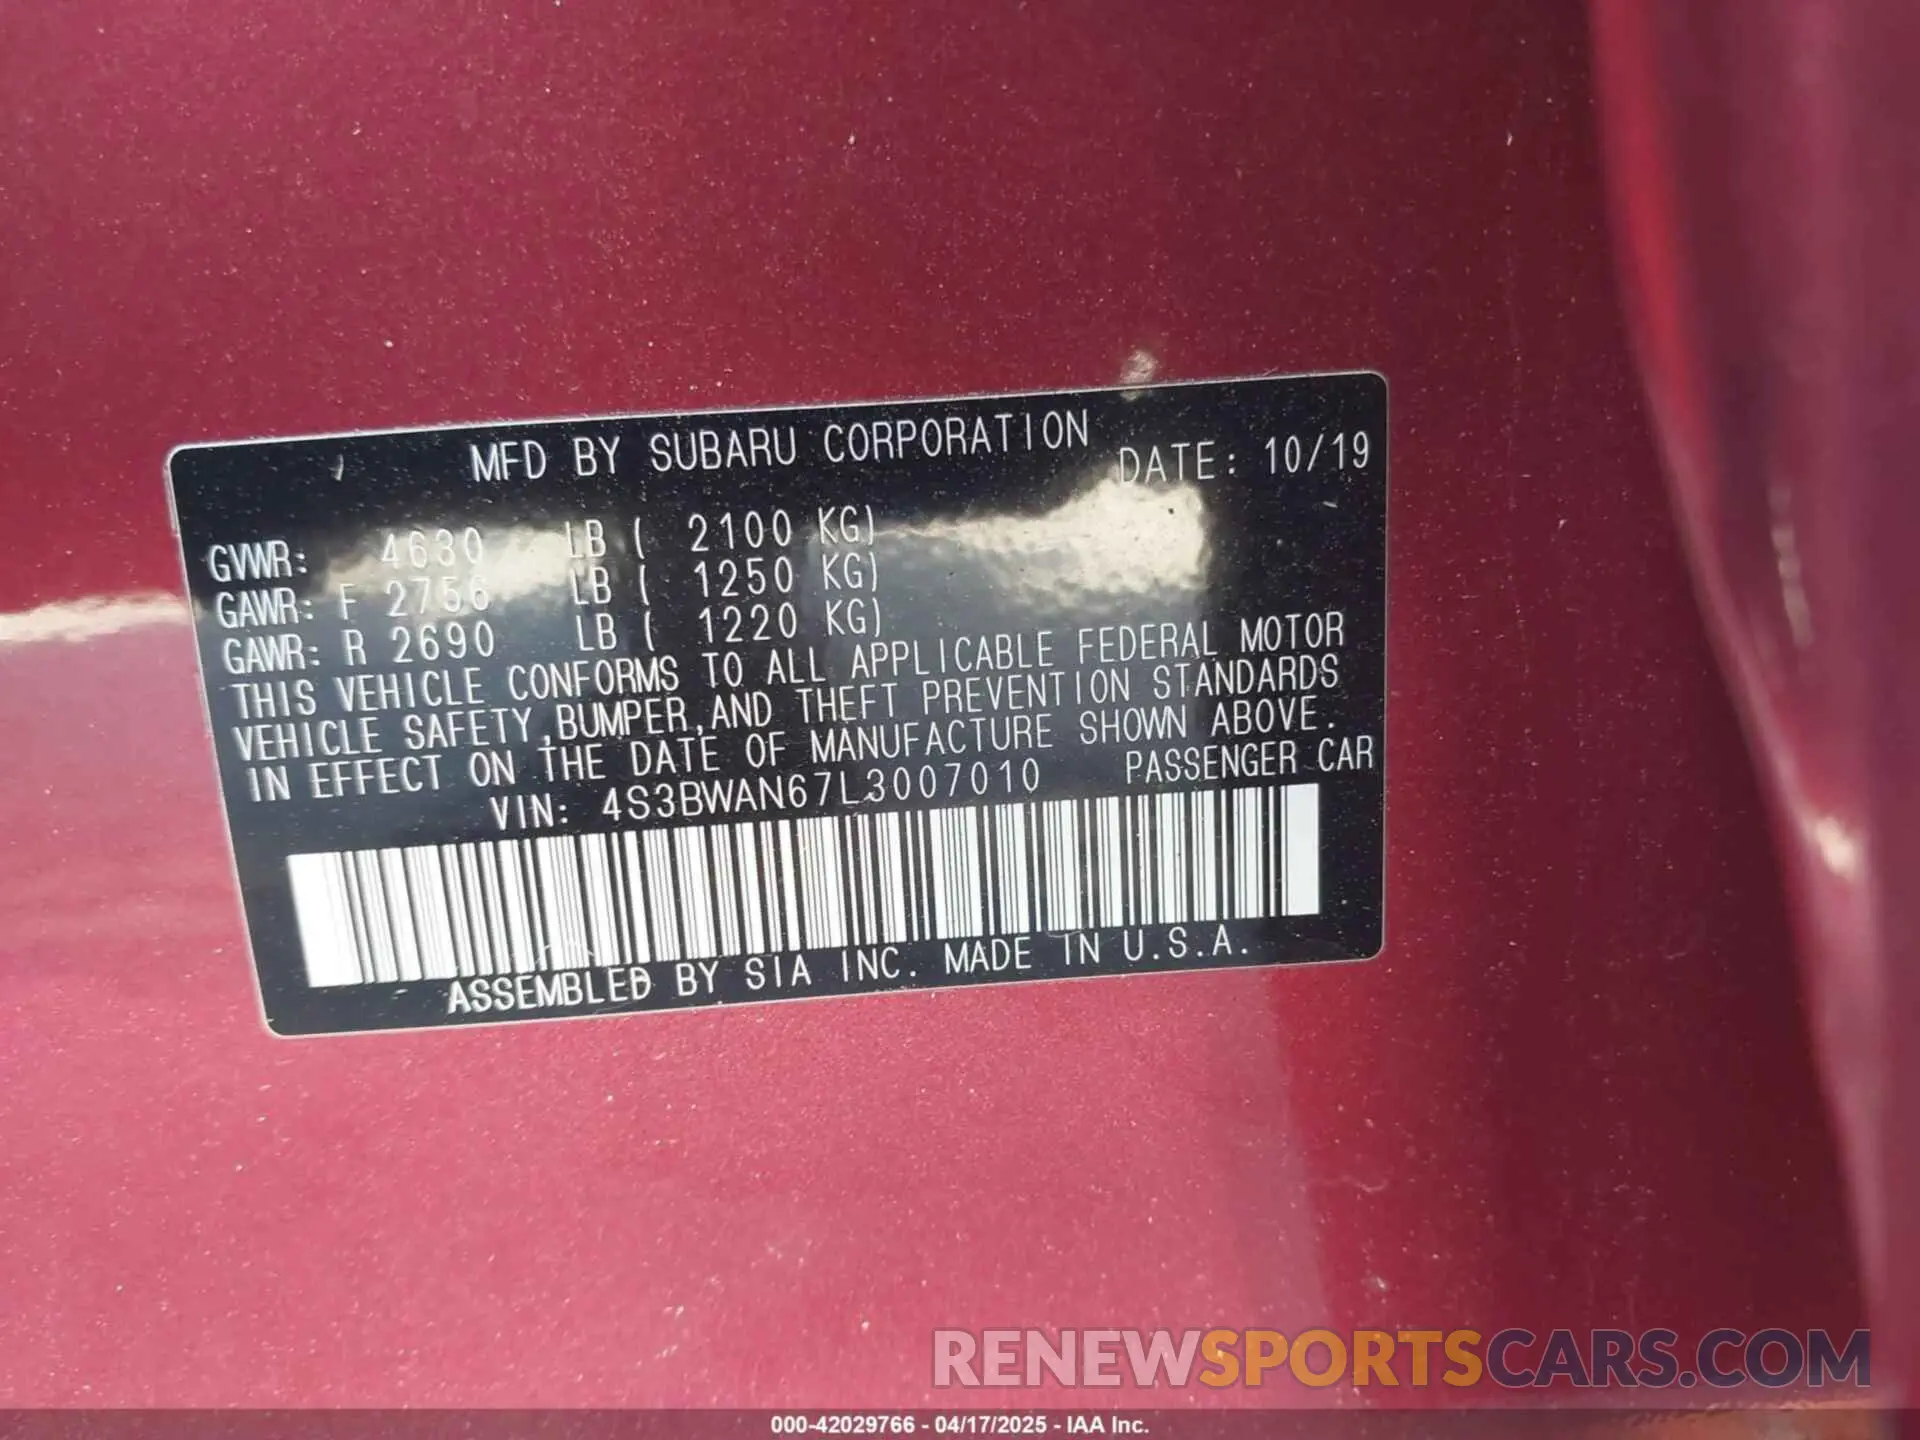 MFD BY SUBARU CORPORATION
DATE: 10/19
GVWR: 4630 LB ( 2100 KG)
GAWR: F 2756 LB ( 1250 KG)
GAWR: R 2690 LB ( 1220 KG)
THIS VEHICLE CONFORMS TO ALL APPLICABLE FEDERAL MOTOR
VEHICLE SAFETY,BUMPER,AND THEFT PREVENTION STANDARDS
IN EFFECT ON THE DATE OF MANUFACTURE SHOWN ABOVE.
VIN: 4S3BWAN67L3007010 PASSENGER CAR
ASSEMBLED BY SIA INC. MADE IN U.S.A.
RENEWSPORTSCARS.COM
000-42029766 - 04/17/2025 - IAA Inc.